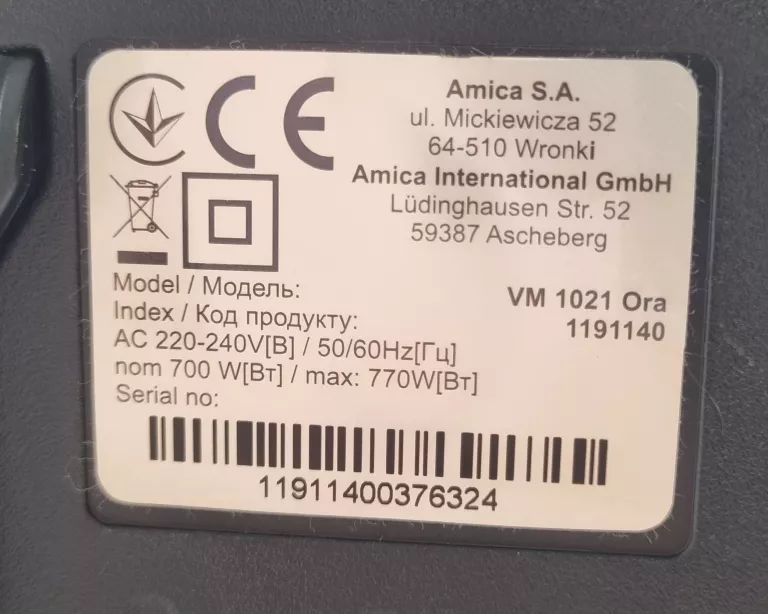 CE
Amica S.A.
ul. Mickiewicza 52
64-510 Wronki
Amica International GmbH
Lüdinghausen Str. 52
59387 Ascheberg
Model / Модель: VM 1021 Ora
Index / Код продукту: 1191140
AC 220-240V[В] / 50/60Hz[Гц]
nom 700 W[Вт] / max: 770W[Вт]
Serial no:
11911400376324